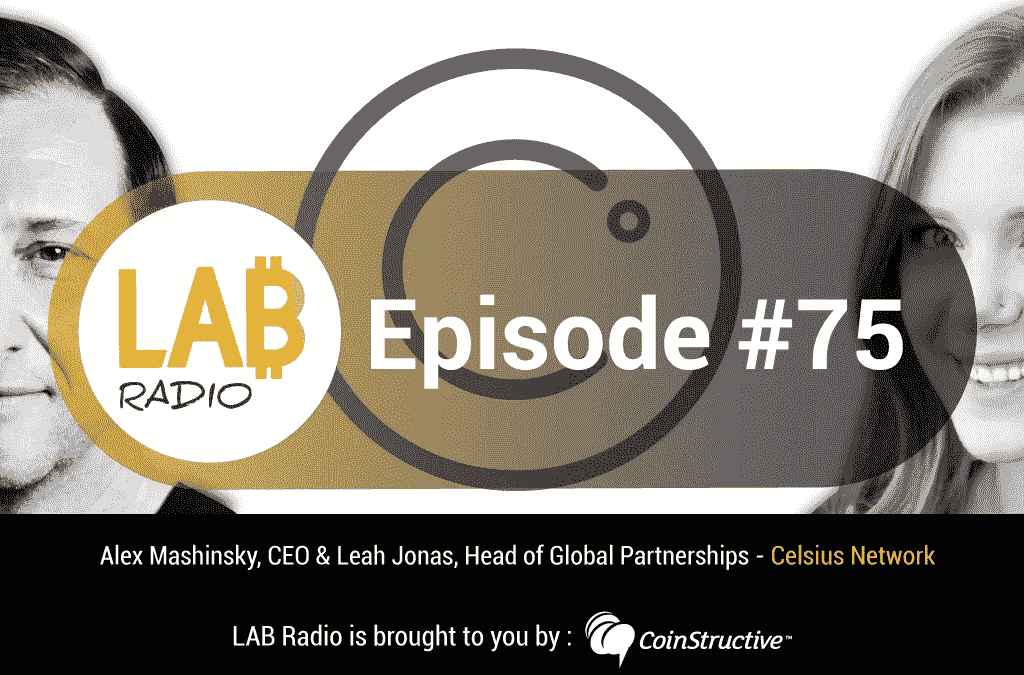 LAB
RADIO
Episode #75
Alex Mashinsky, CEO & Leah Jonas, Head of Global Partnerships - Celsius Network
LAB Radio is brought to you by : CoinStructive™